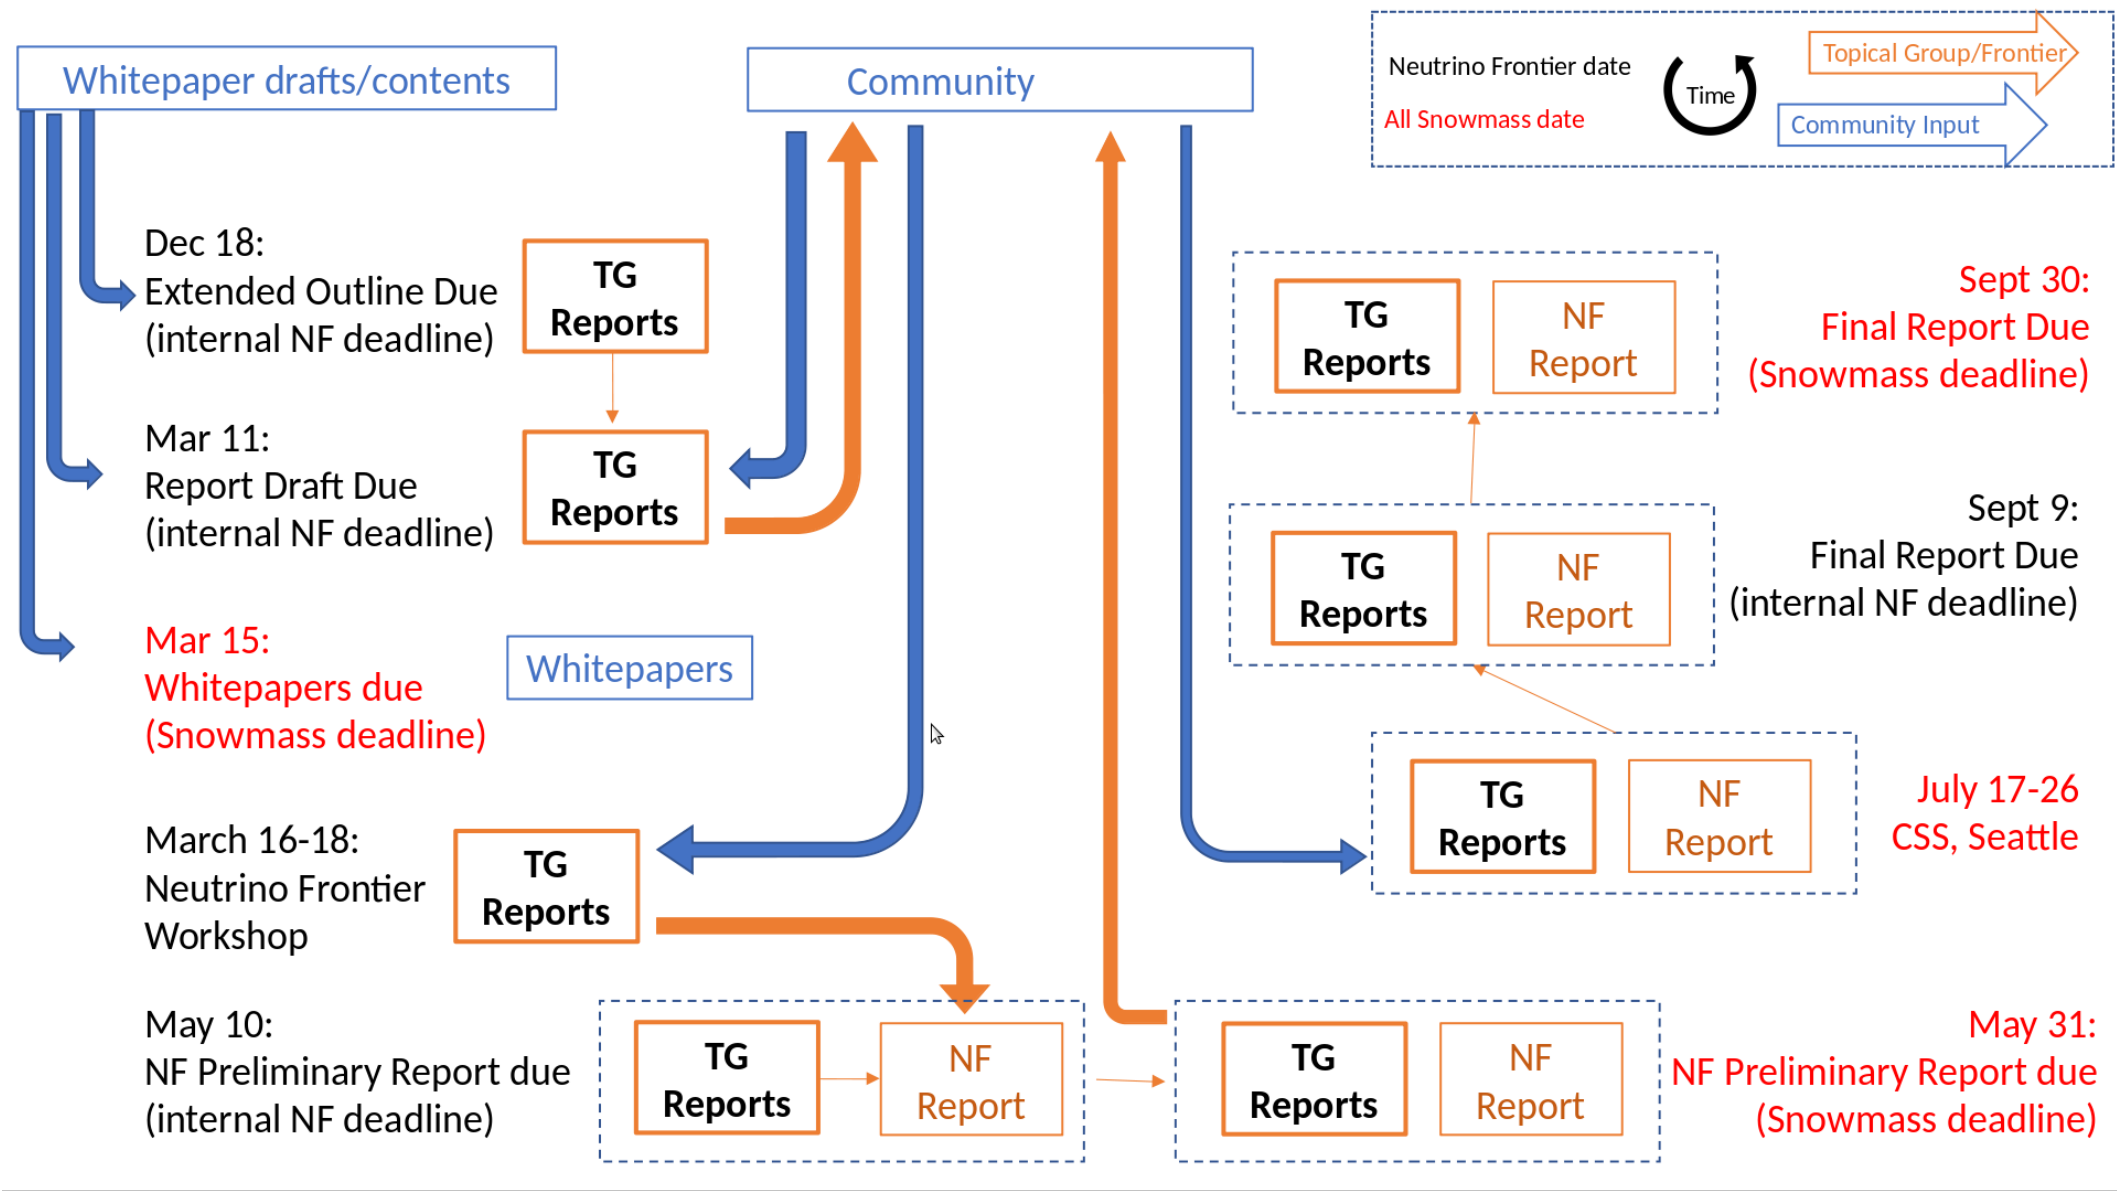 Whitepaper drafts/contents
Community
Neutrino Frontier date
All Snowmass date
Time
Topical Group/Frontier
Community Input
Dec 18:
Extended Outline Due
(internal NF deadline)
TG
Reports
Mar 11:
Report Draft Due
(internal NF deadline)
TG
Reports
Mar 15:
Whitepapers due
(Snowmass deadline)
Whitepapers
March 16-18:
Neutrino Frontier
Workshop
TG
Reports
May 10:
NF Preliminary Report due
(internal NF deadline)
TG
Reports
NF
Report
TG
Reports
NF
Report
May 31:
NF Preliminary Report due
(Snowmass deadline)
TG
Reports
NF
Report
July 17-26
CSS, Seattle
TG
Reports
NF
Report
Sept 9:
Final Report Due
(internal NF deadline)
TG
Reports
NF
Report
Sept 30:
Final Report Due
(Snowmass deadline)